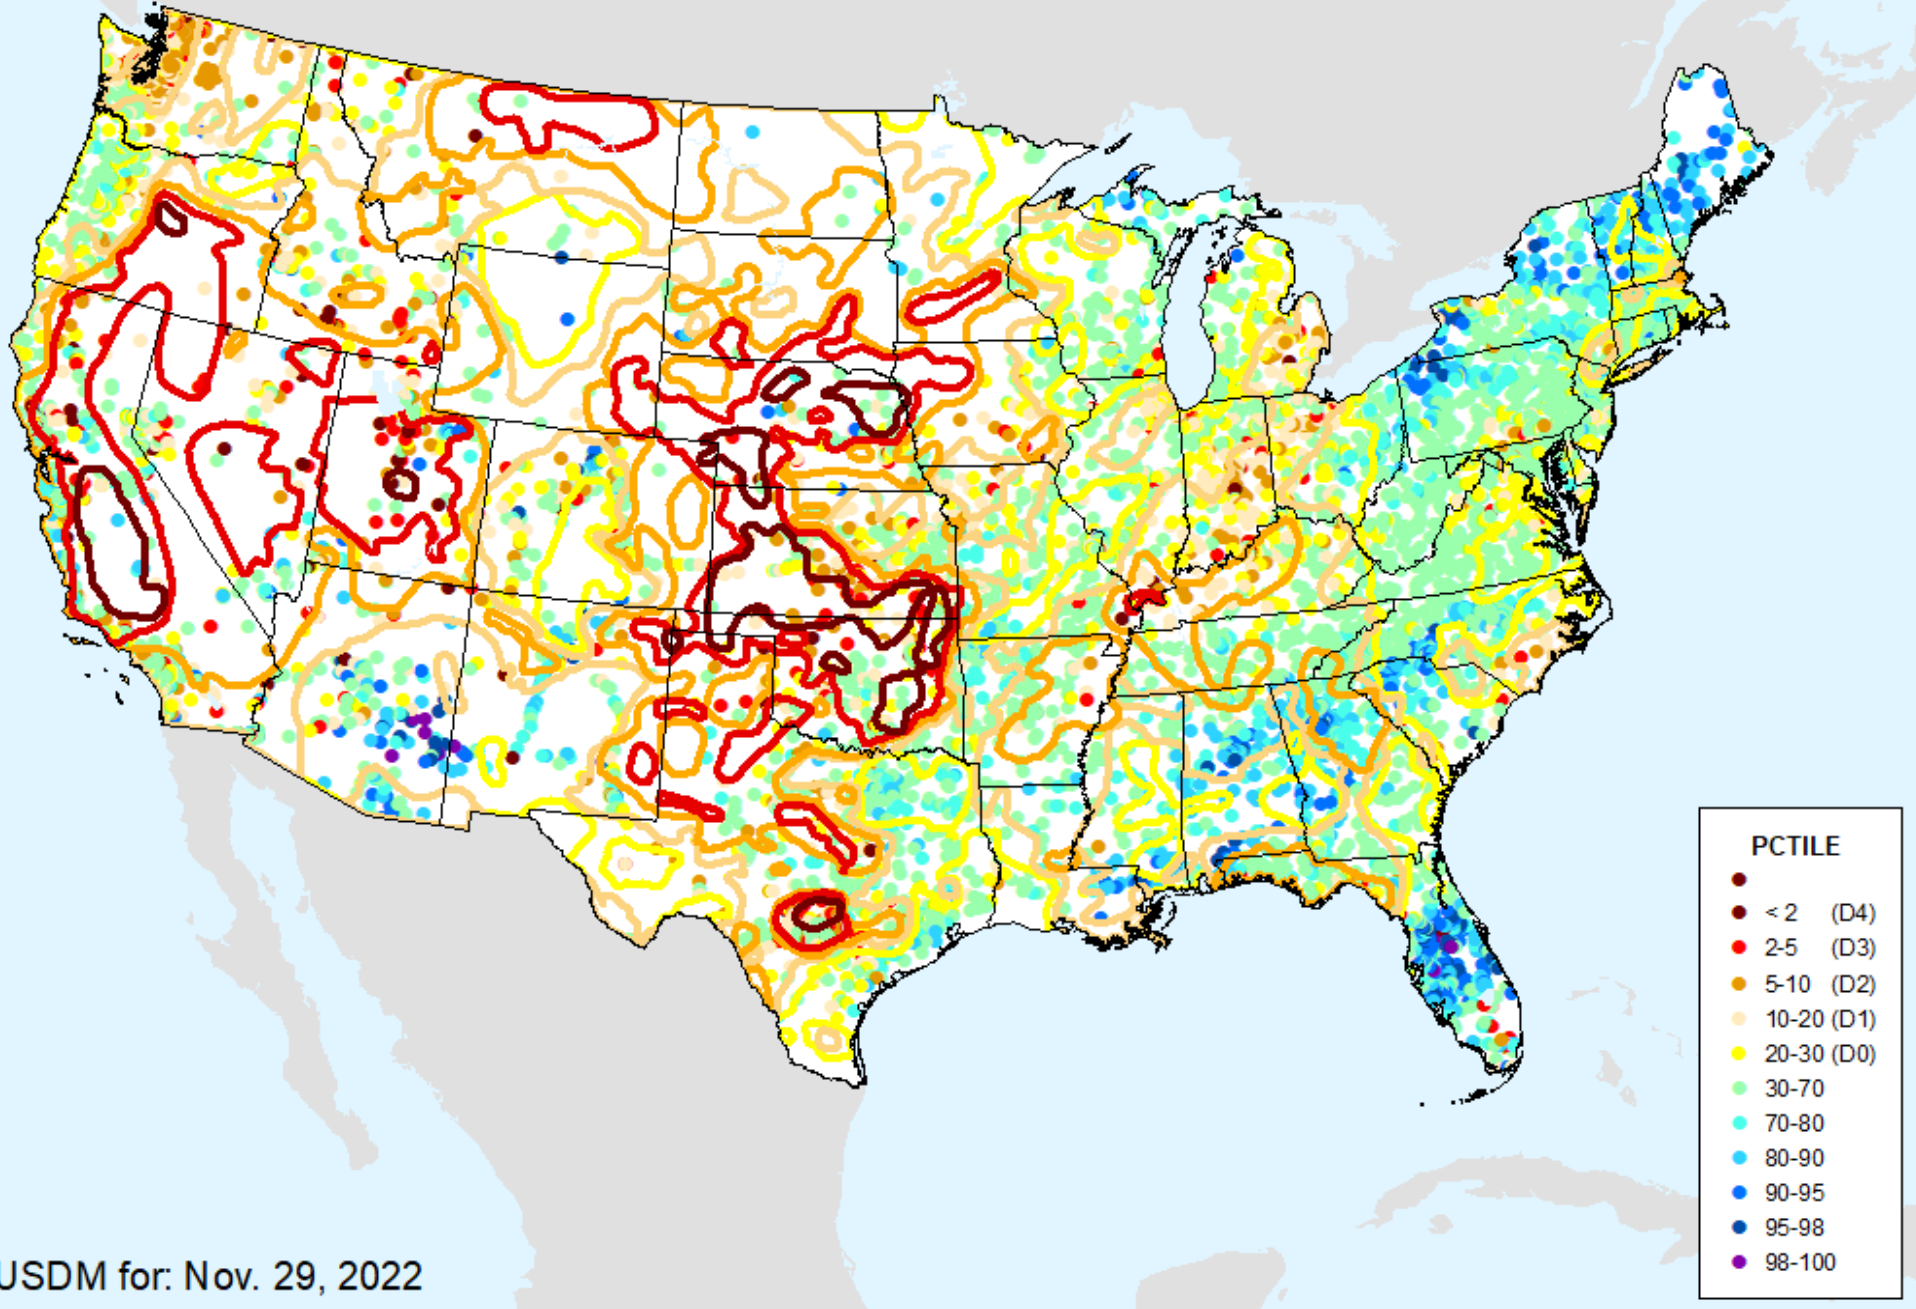 PCTILE
< 2 (D4)
2-5 (D3)
5-10 (D2)
10-20 (D1)
20-30 (D0)
30-70
70-80
80-90
90-95
95-98
98-100
USDM for: Nov. 29, 2022